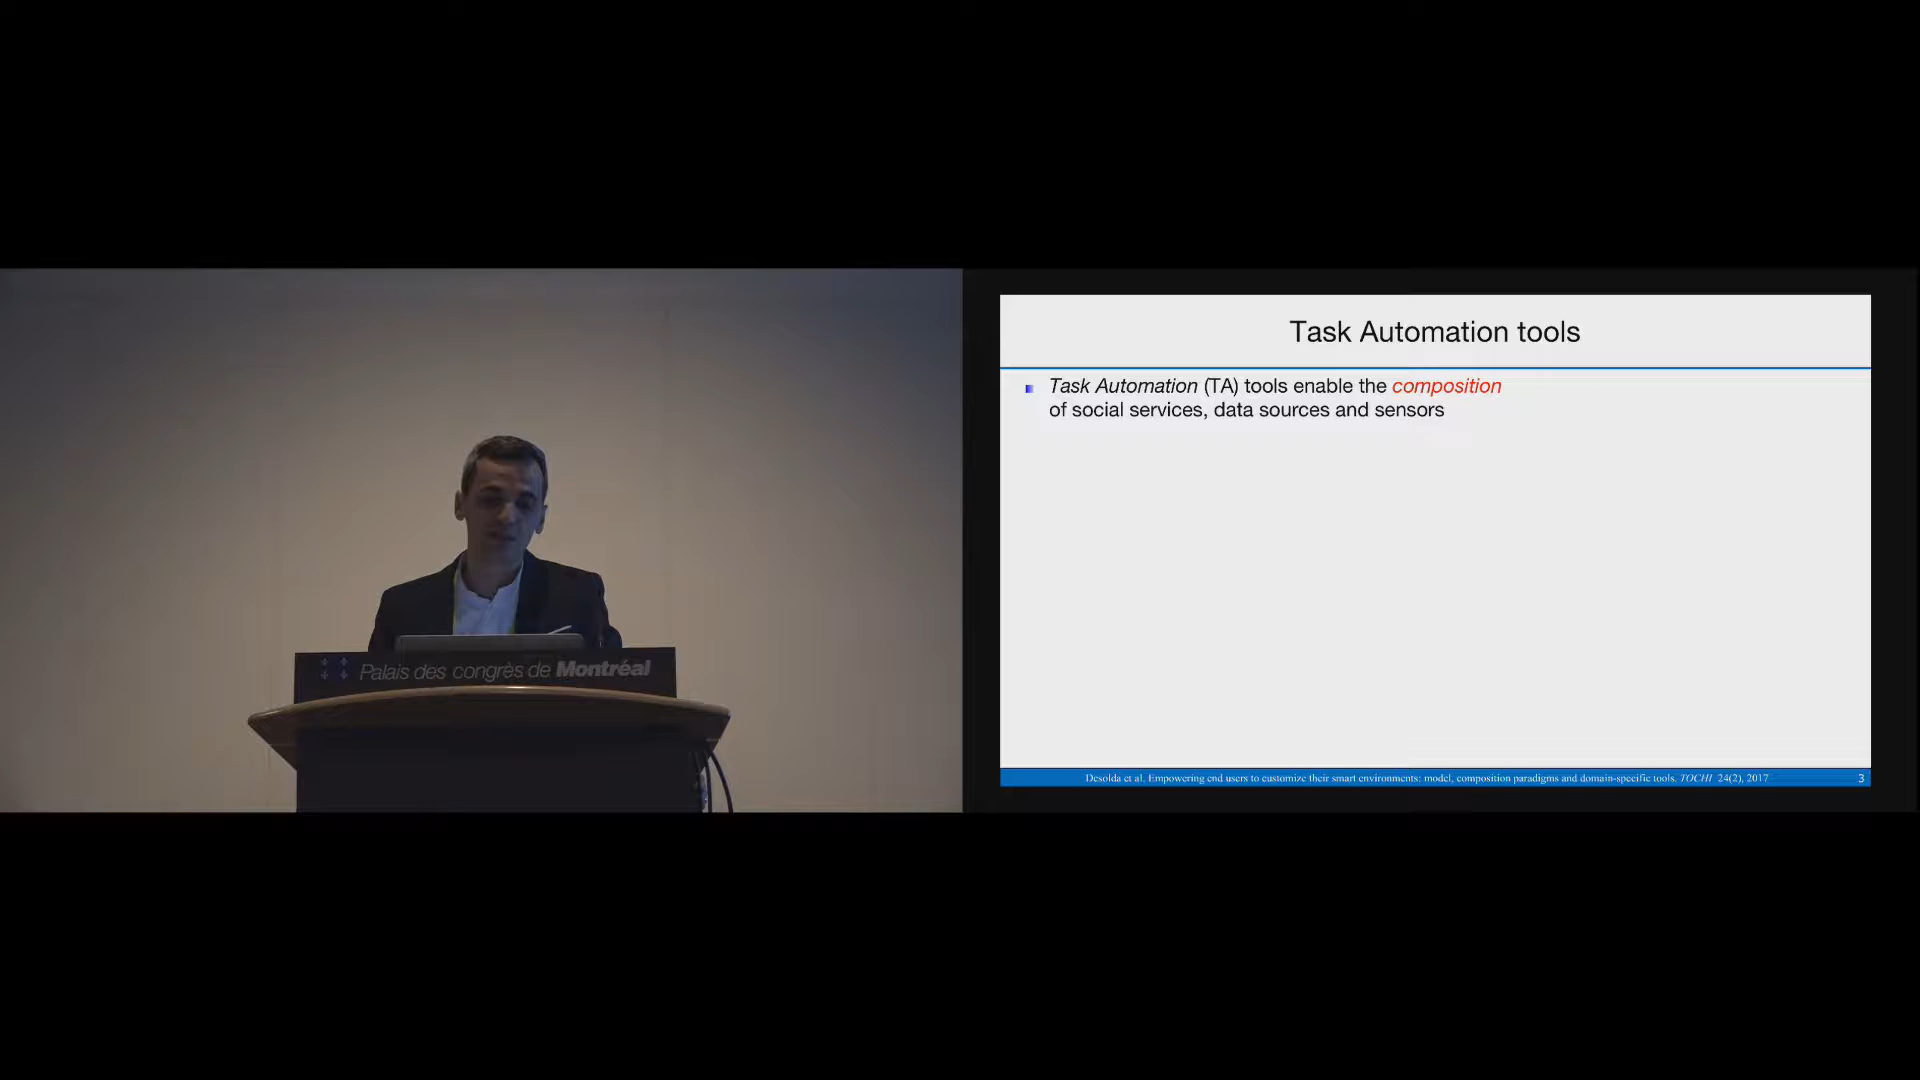 Palais des congrès de Montréal
Task Automation tools
Task Automation (TA) tools enable the composition
of social services, data sources and sensors
Desolda et al. Empowering end users to customize their smart environments: model, composition paradigms and domain-specific tools. TOCHI 24(2), 2017
3